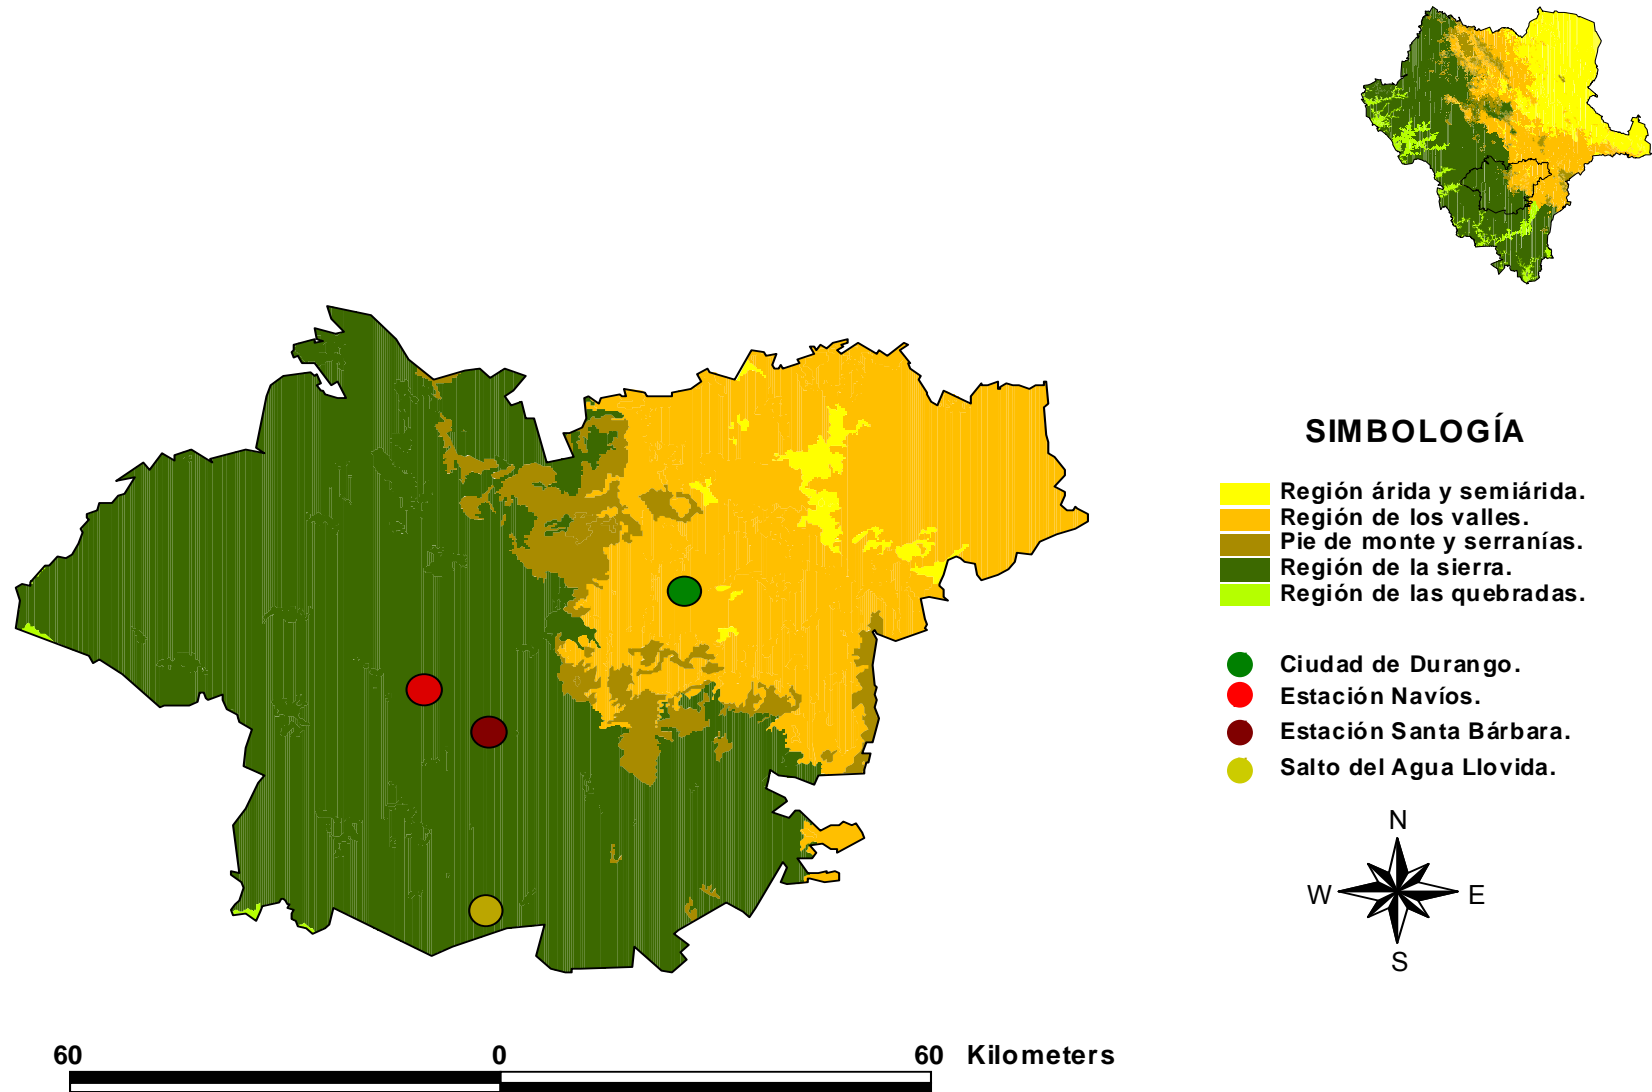 SIMBOLOGÍA
Región árida y semiárida.
Región de los valles.
Pie de monte y serranías.
Región de la sierra.
Región de las quebradas.
Ciudad de Durango.
Estación Navíos.
Estación Santa Bárbara.
Salto del Agua Llovida.
N
W E
S
60 0 60 Kilometers